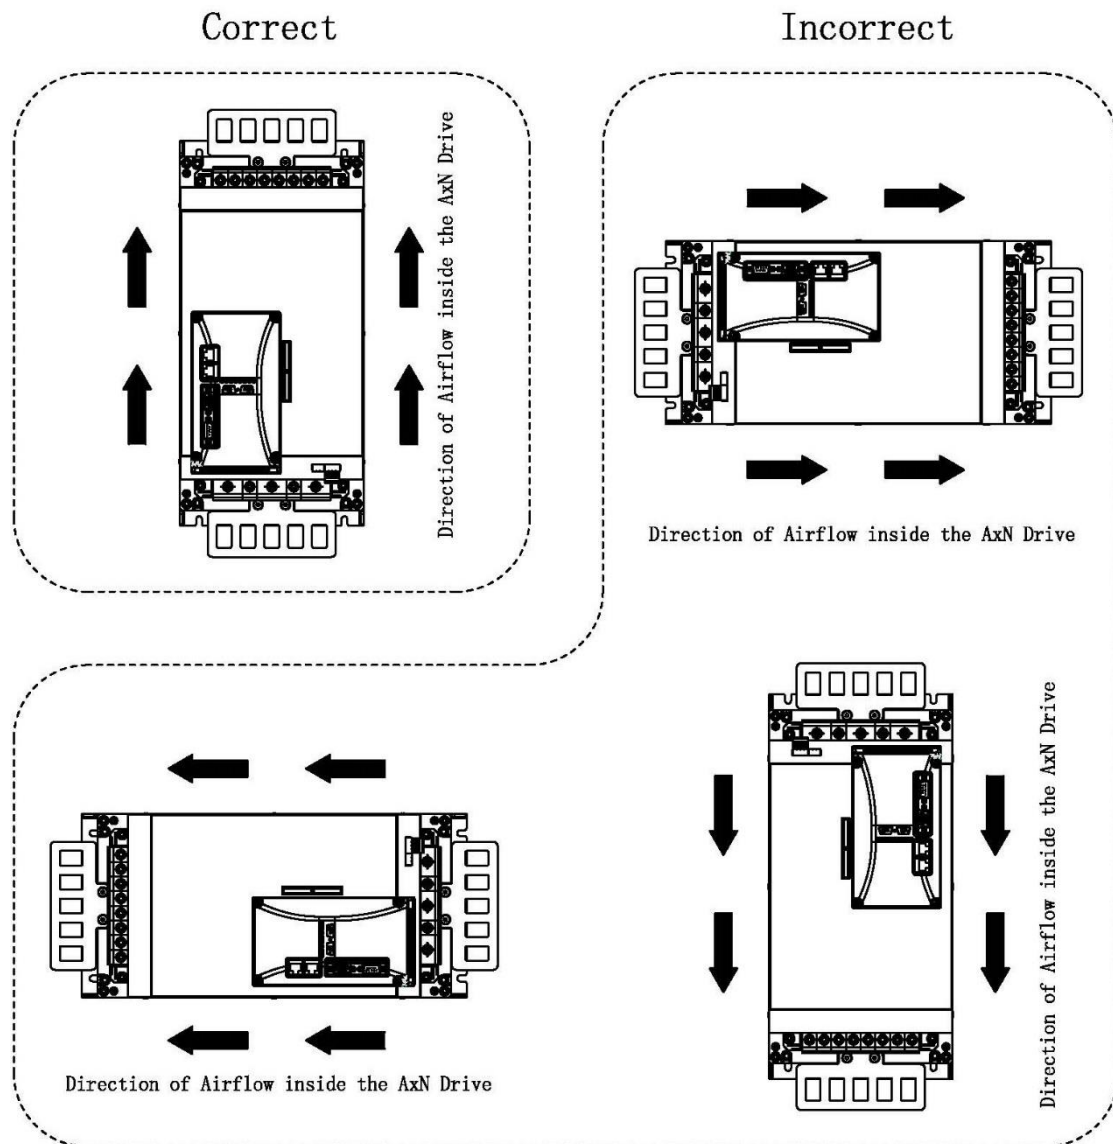 Correct
Incorrect
Direction of Airflow inside the AxN Drive
Direction of Airflow inside the AxN Drive
Direction of Airflow inside the AxN Drive
Direction of Airflow inside the AxN Drive